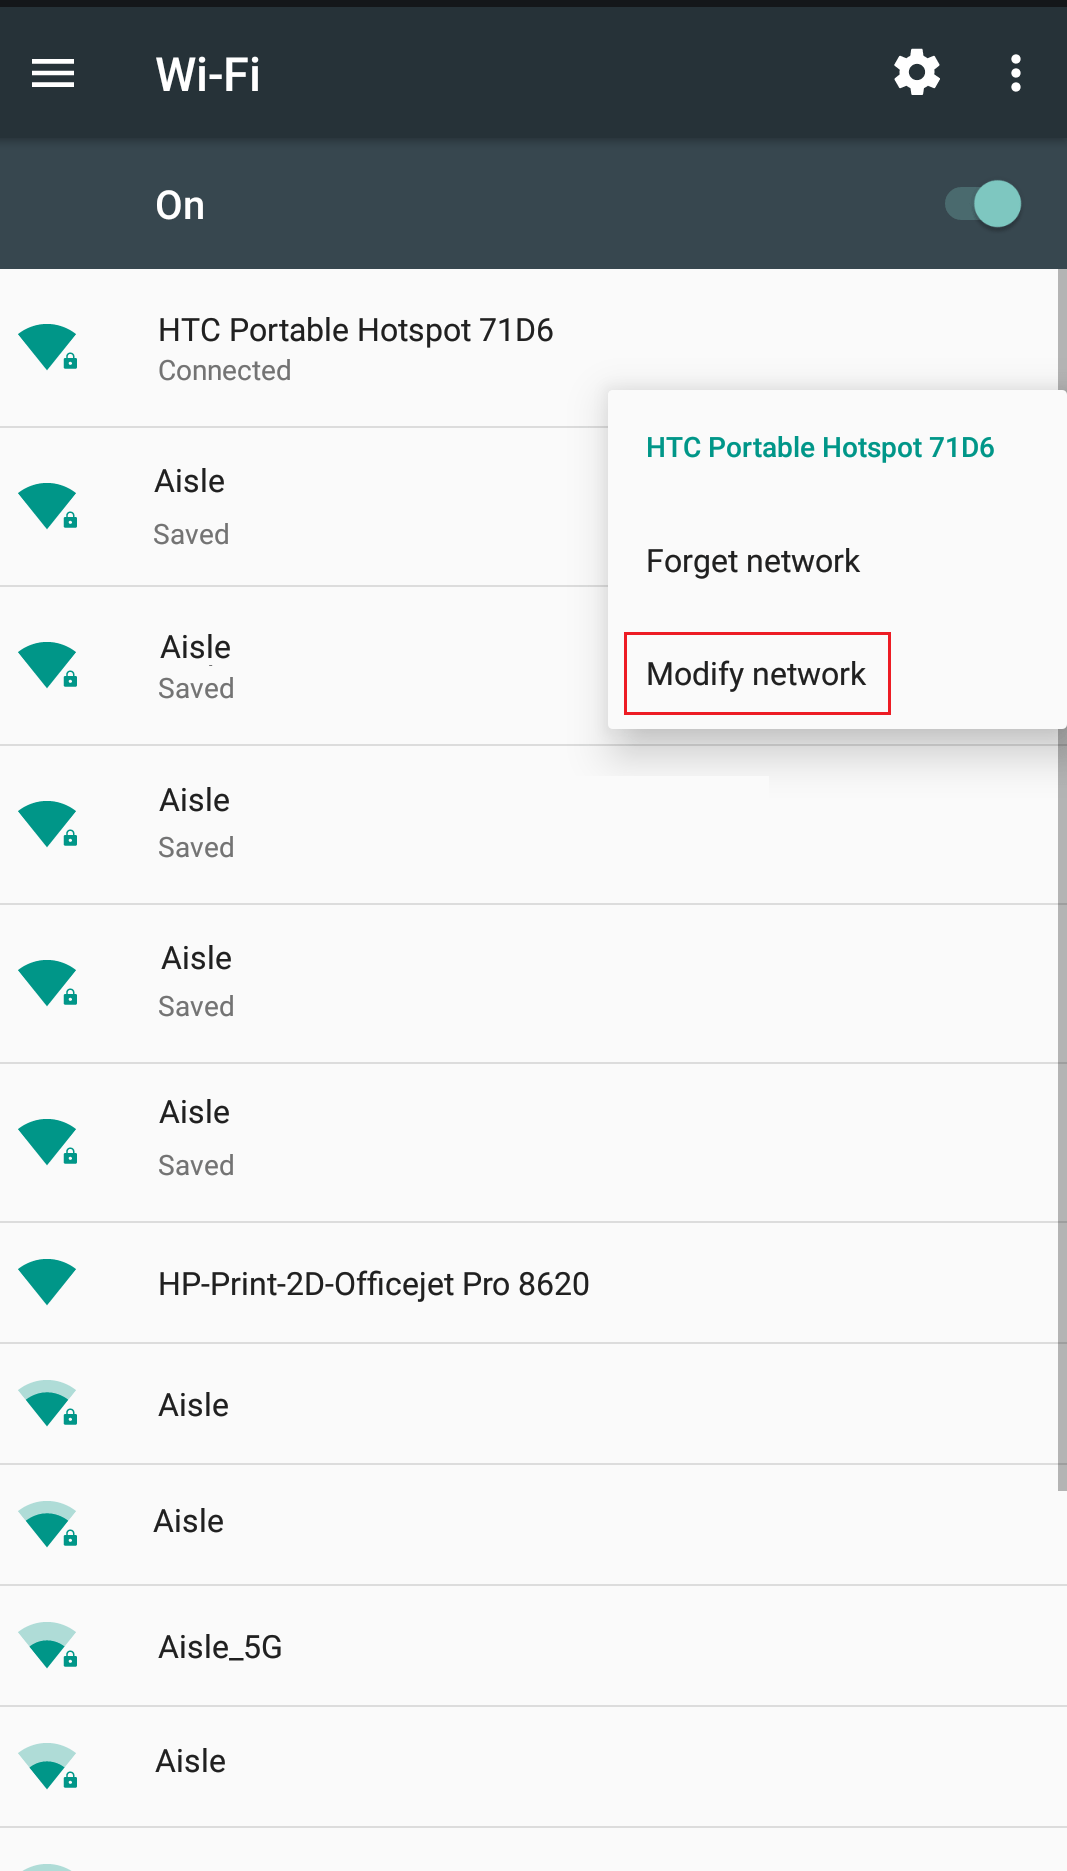 Wi-Fi
On
HTC Portable Hotspot 71D6
Connected
HTC Portable Hotspot 71D6
Forget network
Modify network
Aisle
Saved
Aisle
Saved
Aisle
Saved
Aisle
Saved
Aisle
Saved
HP-Print-2D-Officejet Pro 8620
Aisle
Aisle
Aisle_5G
Aisle